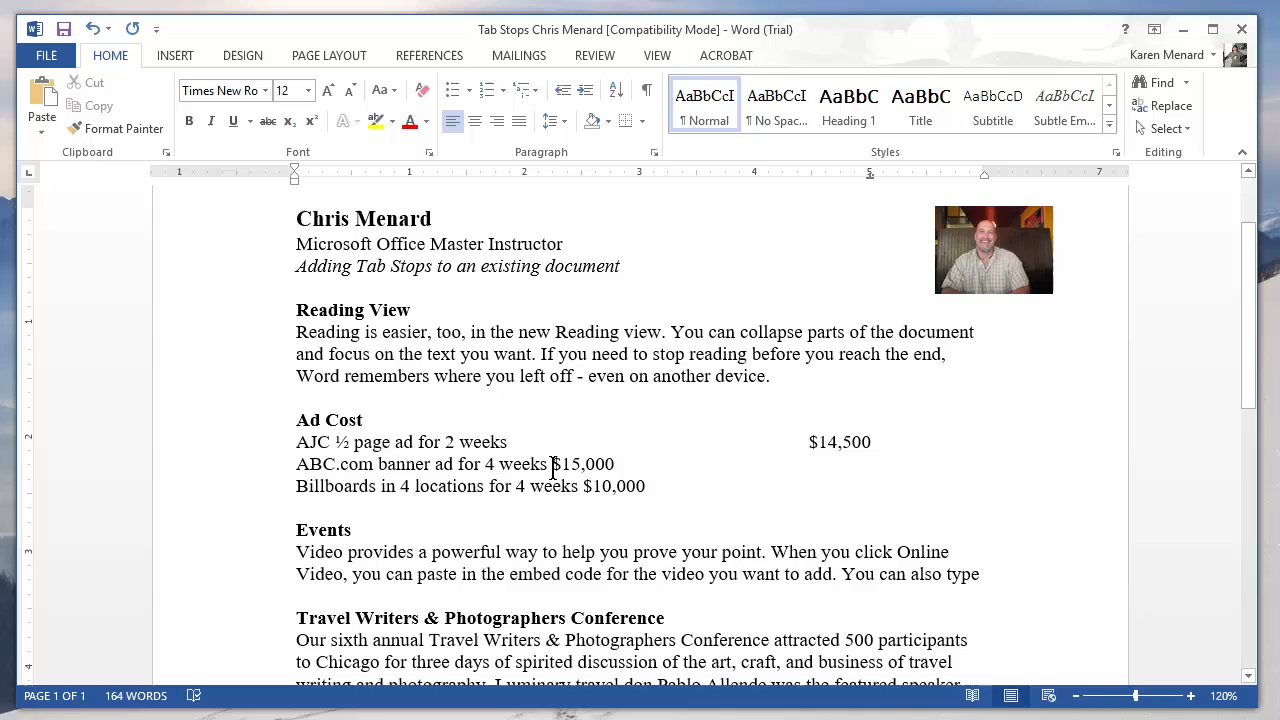 Tab Stops Chris Menard [Compatibility Mode] - Word (Trial)
FILE HOME INSERT DESIGN PAGE LAYOUT REFERENCES MAILINGS REVIEW VIEW ACROBAT Karen Menard
Paste
Cut
Copy
Format Painter
Clipboard
Times New Ro 12
Font
Paragraph
AaBbCcI AaBbCcI AaBbC AaBbC AaBbCcD AaBbCcI
¶ Normal ¶ No Spac... Heading Title Subtitle Subtle Em...
Styles
Find
Replace
Select
Editing
1 1 2 3 4 5 7
Chris Menard
Microsoft Office Master Instructor
Adding Tab Stops to an existing document
Reading View
Reading is easier, too, in the new Reading view. You can collapse parts of the document
and focus on the text you want. If you need to stop reading before you reach the end,
Word remembers where you left off - even on another device.
Ad Cost
AJC ½ page ad for 2 weeks $14,500
ABC.com banner ad for 4 weeks $15,000
Billboards in 4 locations for 4 weeks $10,000
Events
Video provides a powerful way to help you prove your point. When you click Online
Video, you can paste in the embed code for the video you want to add. You can also type
Travel Writers & Photographers Conference
Our sixth annual Travel Writers & Photographers Conference attracted 500 participants
to Chicago for three days of spirited discussion of the art, craft, and business of travel
writing and photography. Luminary travel don Pablo Allende was the featured speaker
PAGE 1 OF 1 164 WORDS 120%